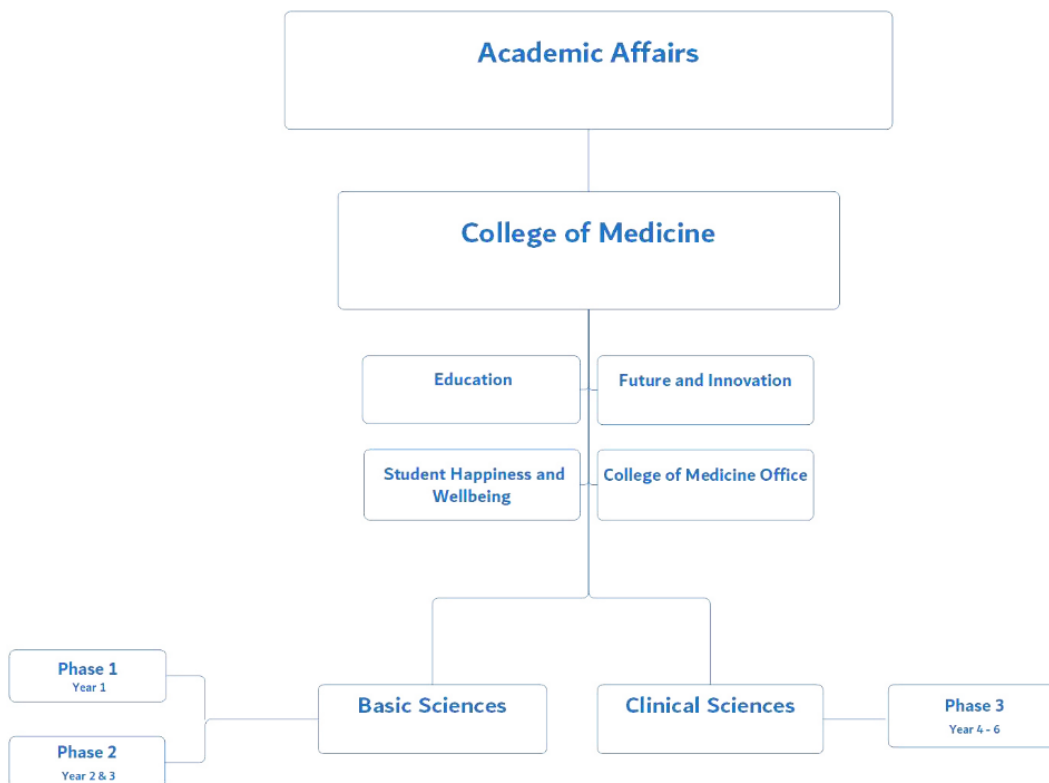 Academic Affairs
College of Medicine
Education
Future and Innovation
Student Happiness and
Wellbeing
College of Medicine Office
Phase 1
Year 1
Basic Sciences
Clinical Sciences
Phase 3
Year 4 - 6
Phase 2
Year 2 & 3